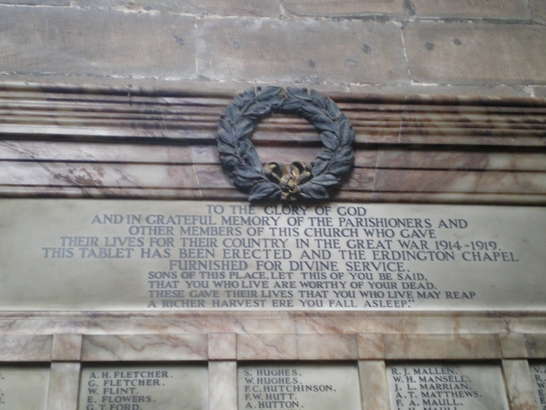 TO THE GLORY OF GOD
AND IN GRATEFUL MEMORY OF THE PARISHIONERS AND
OTHER MEMBERS OF THIS CHURCH WHO GAVE
THEIR LIVES FOR THEIR COUNTRY IN THE GREAT WAR 1914-1919.
THIS TABLET HAS BEEN ERECTED AND THE ERDINGTON CHAPEL
FURNISHED FOR DIVINE SERVICE.
SONS OF THIS PLACE, LET THIS OF YOU BE SAID,
THAT YOU WHO LIVE ARE WORTHY OF YOUR DEAD.
THESE GAVE THEIR LIVES THAT YOU WHO LIVE MAY REAP
A RICHER HARVEST ERE YOU FALL ASLEEP."
A. H. FLETCHER.
G. FLETCHER.
W. FLINT.
E. FLOWERS.
G. T. FORD.
S. HUGHES.
W. HUGHES.
F.C. HUTCHINSON.
F.W. HUTT.
A. HUTTON.
R. J. MALLEN.
W. H. MANSELL.
J. L. MARRIAN.
A. T. MATTHEWS.
F. A. MAULL.